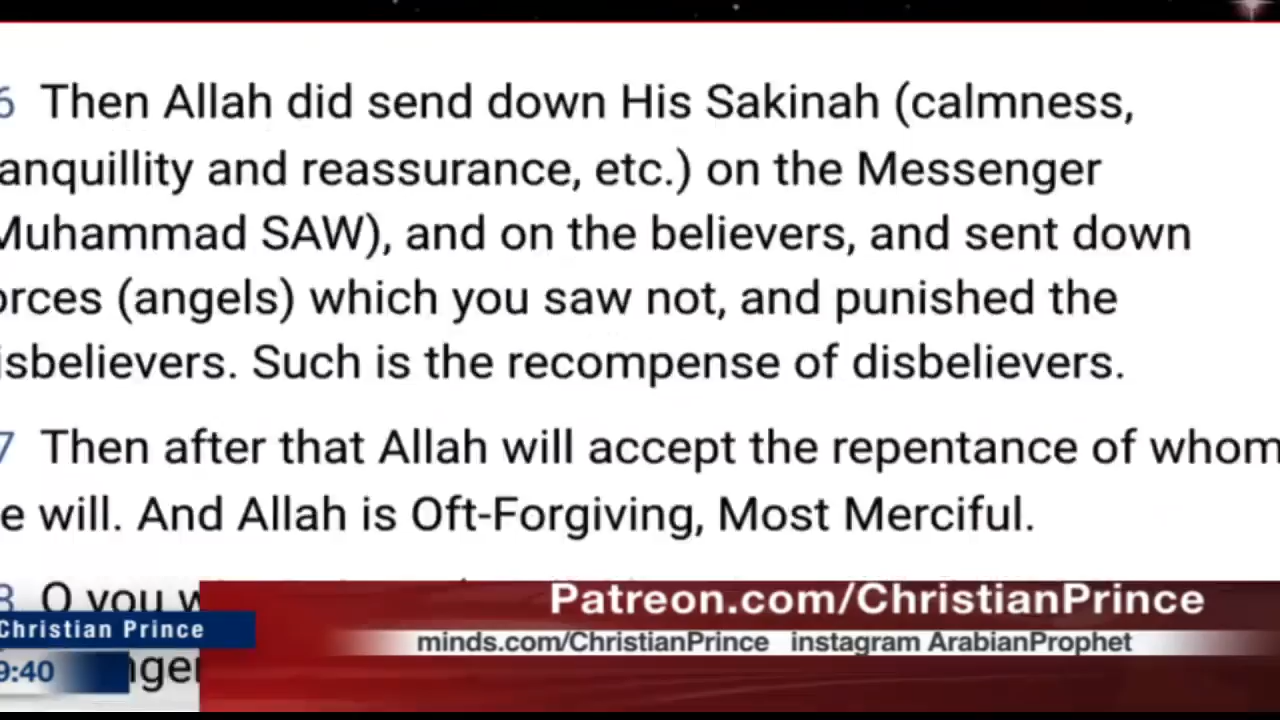 6 Then Allah did send down His Sakinah (calmness,
anquillity and reassurance, etc.) on the Messenger
Muhammad SAW), and on the believers, and sent down
orces (angels) which you saw not, and punished the
isbelievers. Such is the recompense of disbelievers.
7 Then after that Allah will accept the repentance of whom
e will. And Allah is Oft-Forgiving, Most Merciful.
8 O you w
Patreon.com/ChristianPrince
Christian Prince
minds.com/ChristianPrince instagram ArabianProphet
9:40